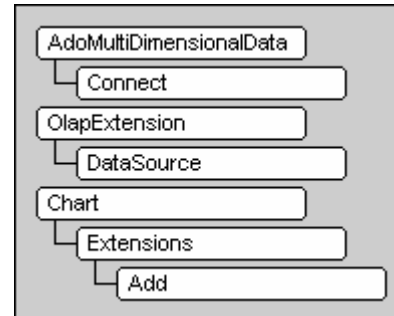 AdoMultiDimensionalData
Connect
OlapExtension
DataSource
Chart
Extensions
Add